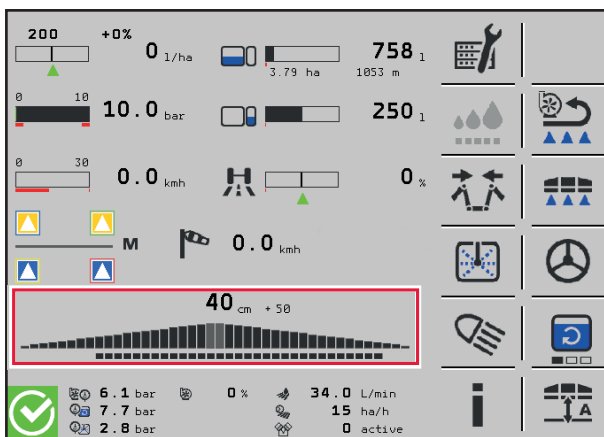 200 +0% 0 l/ha 758 l
3.79 ha 1053 m
0 10 10.0 bar 250 l
0 30 0.0 kmh 0 %
M 0.0 kmh
40 cm + 50
6.1 bar 0 % 34.0 L/min
7.7 bar 15 ha/h
2.8 bar 0 active
A